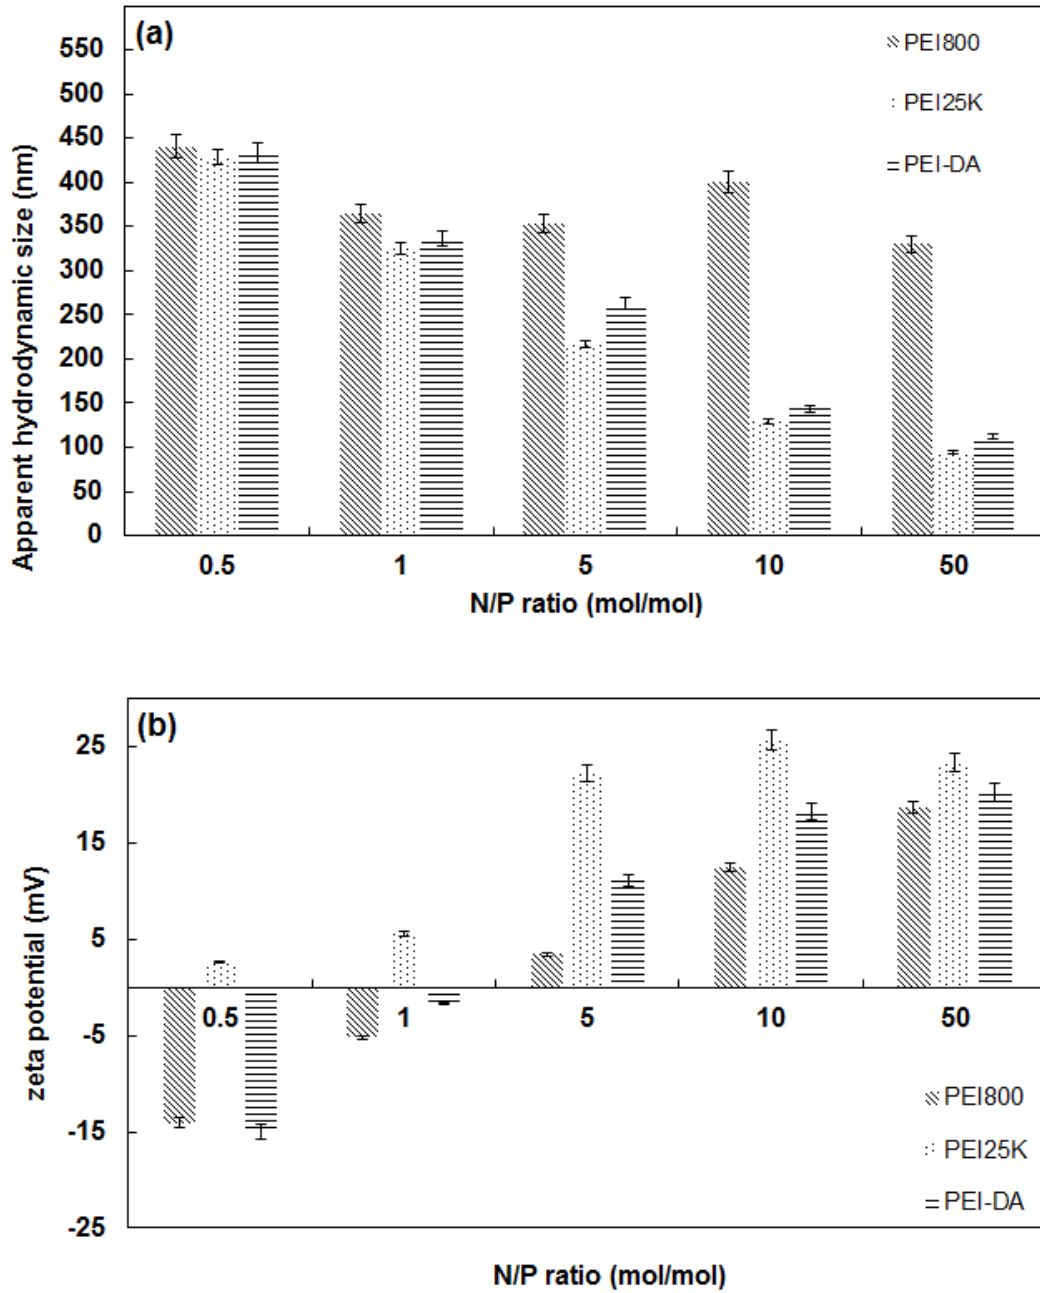 (a)
PEI800
PEI25K
PEI-DA
Apparent hydrodynamic size (nm)
550
500
450
400
350
300
250
200
150
100
50
0
0.5 1 5 10 50
N/P ratio (mol/mol)
(b)
zeta potential (mV)
25
15
5
-5
-15
-25
0.5 1 5 10 50
PEI800
PEI25K
PEI-DA
N/P ratio (mol/mol)